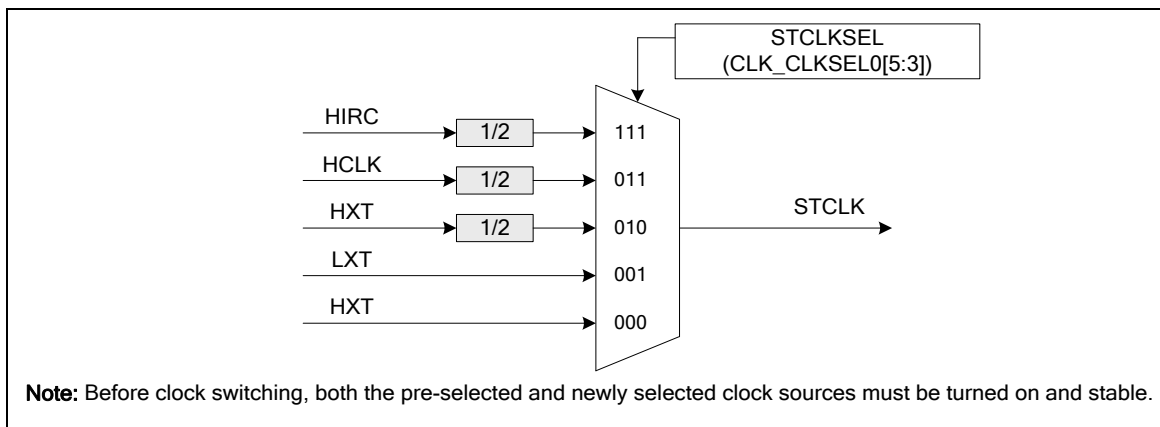 STCLKSEL
(CLK_CLKSEL0[5:3])
HIRC
1/2
111
HCLK
1/2
011
HXT
1/2
010
STCLK
LXT
001
HXT
000
Note: Before clock switching, both the pre-selected and newly selected clock sources must be turned on and stable.